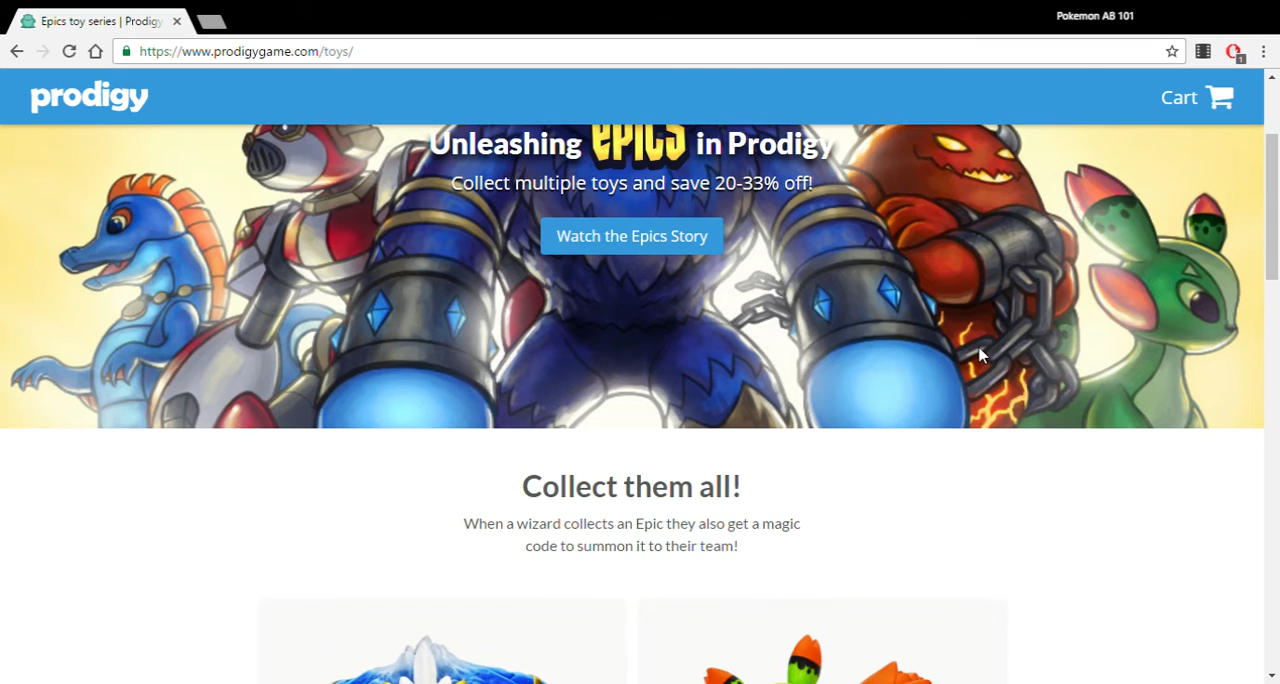 Epics toy series | Prodigy
Pokemon AB 101
https://www.prodigygame.com/toys/
1
prodigy
Cart
Unleashing EPICS in Prodigy
Collect multiple toys and save 20-33% off!
Watch the Epics Story
Collect them all!
When a wizard collects an Epic they also get a magic
code to summon it to their team!